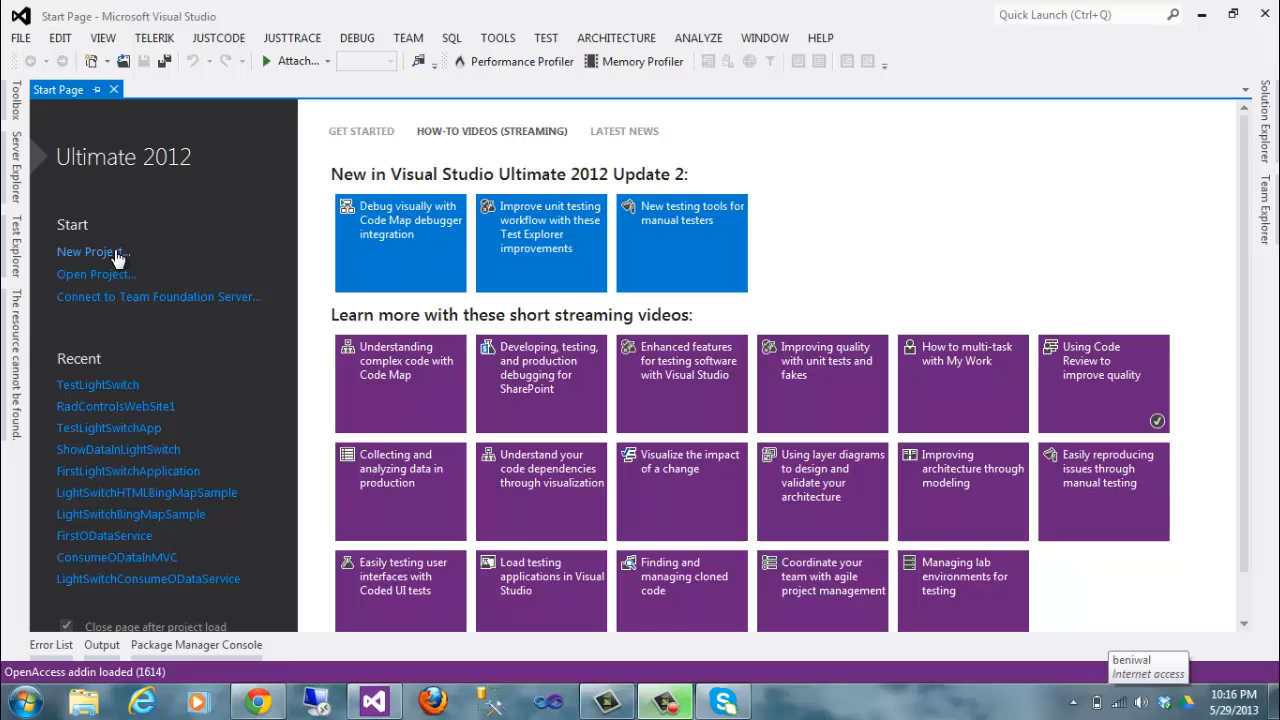 Start Page - Microsoft Visual Studio
Quick Launch (Ctrl+Q)
FILE EDIT VIEW TELERIK JUSTCODE JUSTTRACE DEBUG TEAM SQL TOOLS TEST ARCHITECTURE ANALYZE WINDOW HELP
Attach... Performance Profiler Memory Profiler
Start Page
Toolbox
Server Explorer
Test Explorer
The resource cannot be found.
Ultimate 2012
Start
New Project...
Open Project...
Connect to Team Foundation Server...
Recent
TestLightSwitch
RadControlsWebSite1
TestLightSwitchApp
ShowDataInLightSwitch
FirstLightSwitchApplication
LightSwitchHTMLBingMapSample
LightSwitchBingMapSample
FirstODataService
ConsumeODataInMVC
LightSwitchConsumeODataService
Close page after project load
GET STARTED HOW-TO VIDEOS (STREAMING) LATEST NEWS
New in Visual Studio Ultimate 2012 Update 2:
Debug visually with
Code Map debugger
integration
Improve unit testing
workflow with these
Test Explorer
improvements
New testing tools for
manual testers
Learn more with these short streaming videos:
Understanding
complex code with
Code Map
Developing, testing,
and production
debugging for
SharePoint
Enhanced features
for testing software
with Visual Studio
Improving quality
with unit tests and
fakes
How to multi-task
with My Work
Using Code
Review to
improve quality
Collecting and
analyzing data in
production
Understand your
code dependencies
through visualization
Visualize the impact
of a change
Using layer diagrams
to design and
validate your
architecture
Improving
architecture through
modeling
Easily reproducing
issues through
manual testing
Easily testing user
interfaces with
Coded UI tests
Load testing
applications in Visual
Studio
Finding and
managing cloned
code
Coordinate your
team with agile
project management
Managing lab
environments for
testing
Solution Explorer
Team Explorer
Error List Output Package Manager Console
OpenAccess addin loaded (1614)
beniwal
Internet access
10:16 PM
5/29/2013